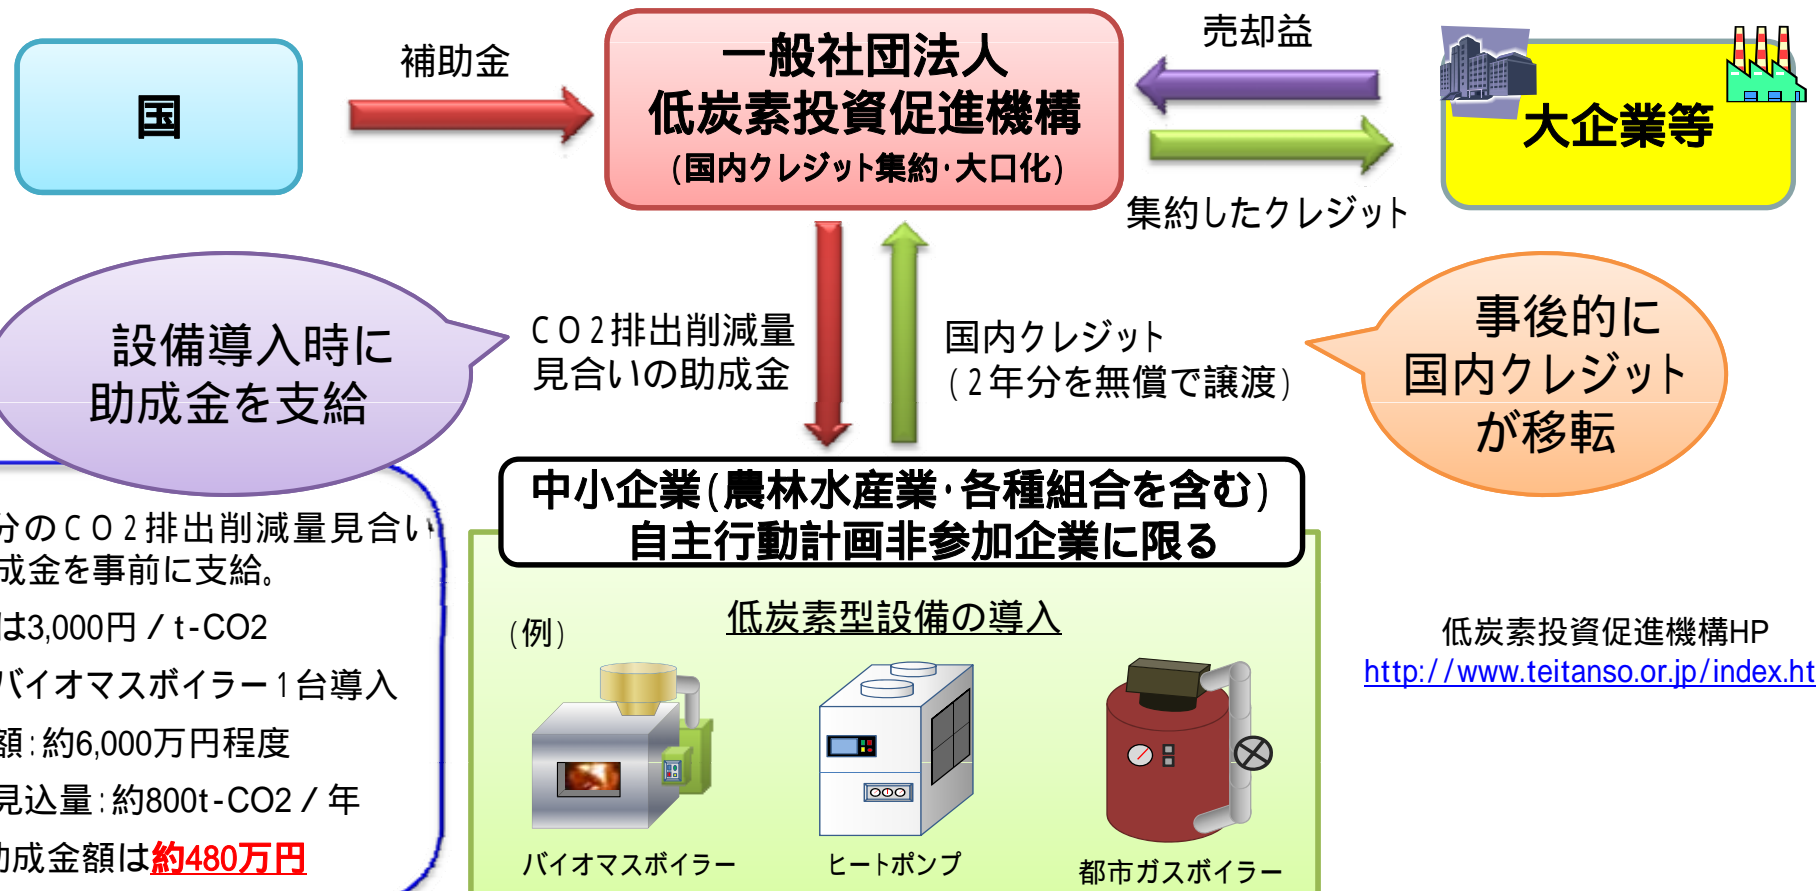 国
補助金
一般社団法人
低炭素投資促進機構
(国内クレジット集約・大口化)
売却益
大企業等
集約したクレジット
設備導入時に
助成金を支給
CO2排出削減量
見合いの助成金
国内クレジット
(2年分を無償で譲渡)
事後的に
国内クレジット
が移転
中小企業(農林水産業・各種組合を含む)
自主行動計画非参加企業に限る
分のCO2排出削減量見合い
成金を事前に支給。
は3,000円/t-CO2
バイオマスボイラー1台導入
額:約6,000万円程度
見込量:約800t-CO2/年
助成金額は約480万円
(例)
低炭素型設備の導入
バイオマスボイラー
ヒートポンプ
都市ガスボイラー
低炭素投資促進機構HP
http://www.teitanso.or.jp/index.ht